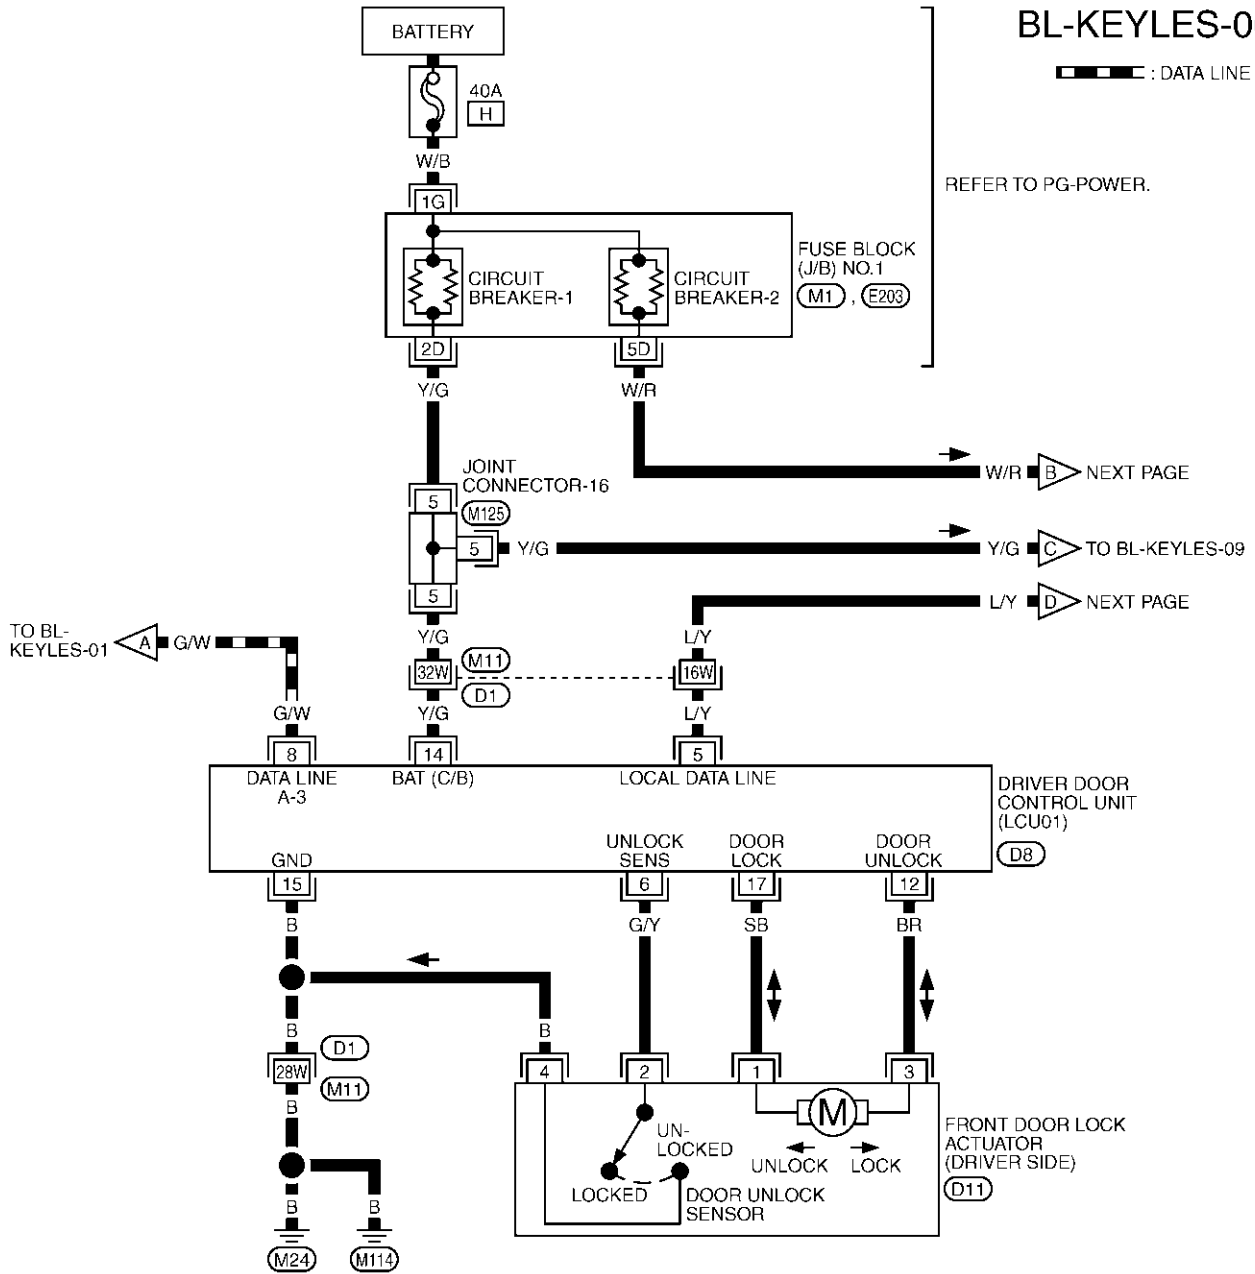 BL-KEYLES-0
: DATA LINE
BATTERY
40A
H
W/B
1G
REFER TO PG-POWER.
CIRCUIT
BREAKER-1
CIRCUIT
BREAKER-2
FUSE BLOCK
(J/B) NO.1
M1 , E203
2D
5D
Y/G
W/R
JOINT
CONNECTOR-16
M125
W/R
B
NEXT PAGE
5
5
Y/G
Y/G
C
TO BL-KEYLES-09
5
L/Y
D
NEXT PAGE
TO BL-
KEYLES-01
A
G/W
Y/G
L/Y
32W
M11
D1
16W
G/W
Y/G
L/Y
8
14
5
DATA LINE
A-3
BAT (C/B)
LOCAL DATA LINE
DRIVER DOOR
CONTROL UNIT
(LCU01)
D8
GND
UNLOCK
SENS
DOOR
LOCK
DOOR
UNLOCK
15
6
17
12
B
G/Y
SB
BR
B
B
D1
28W
M11
4
2
1
3
B
M
UN-
LOCKED
UNLOCK
LOCK
FRONT DOOR LOCK
ACTUATOR
(DRIVER SIDE)
D11
LOCKED
DOOR UNLOCK
SENSOR
B
B
M24
M114